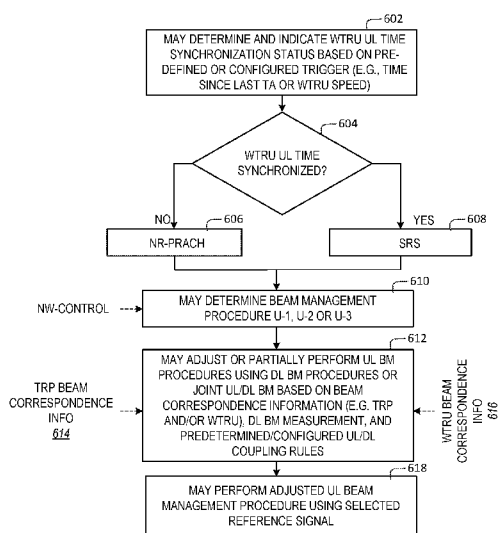 602
MAY DETERMINE AND INDICATE WTRU UL TIME
SYNCHRONIZATION STATUS BASED ON PRE-
DEFINED OR CONFIGURED TRIGGER (E.G., TIME
SINCE LAST TA OR WTRU SPEED)
604
WTRU UL TIME
SYNCHRONIZED?
NO
606
YES
608
NR-PRACH
SRS
610
NW-CONTROL
MAY DETERMINE BEAM MANAGEMENT
PROCEDURE U-1, U-2 OR U-3
612
MAY ADJUST OR PARTIALLY PERFORM UL BM
PROCEDURES USING DL BM PROCEDURES OR
JOINT UL/DL BM BASED ON BEAM
CORRESPONDENCE INFORMATION (E.G. TRP
AND/OR WTRU), DL BM MEASUREMENT, AND
PREDETERMINED/CONFIGURED UL/DL
COUPLING RULES
TRP BEAM
CORRESPONDENCE
INFO
614
WTRU BEAM
CORRESPONDENCE
INFO 616
618
MAY PERFORM ADJUSTED UL BEAM
MANAGEMENT PROCEDURE USING SELECTED
REFERENCE SIGNAL